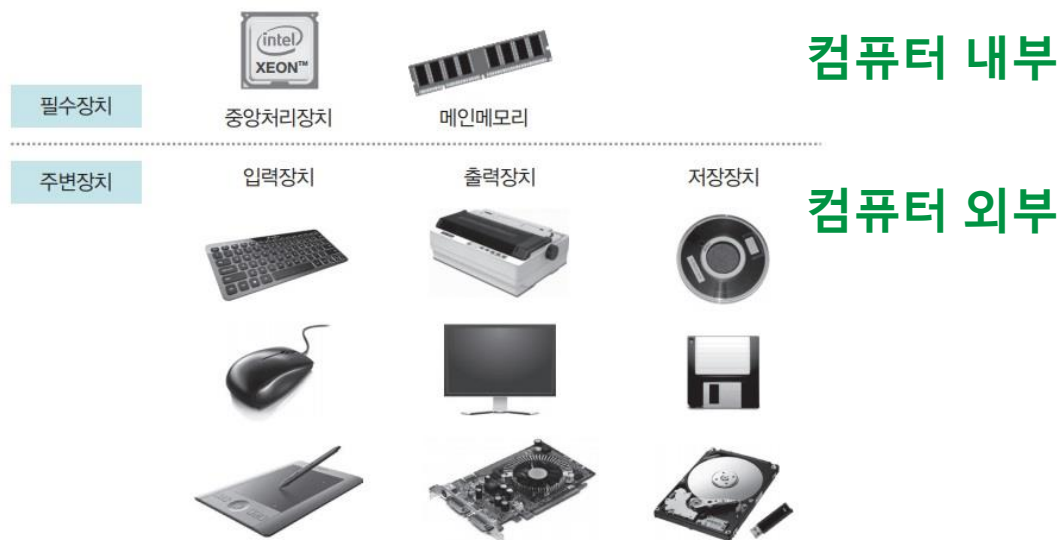 컴퓨터 내부
intel
XEON™
필수장치
중앙처리장치
메인메모리
주변장치
입력장치
출력장치
저장장치
컴퓨터 외부